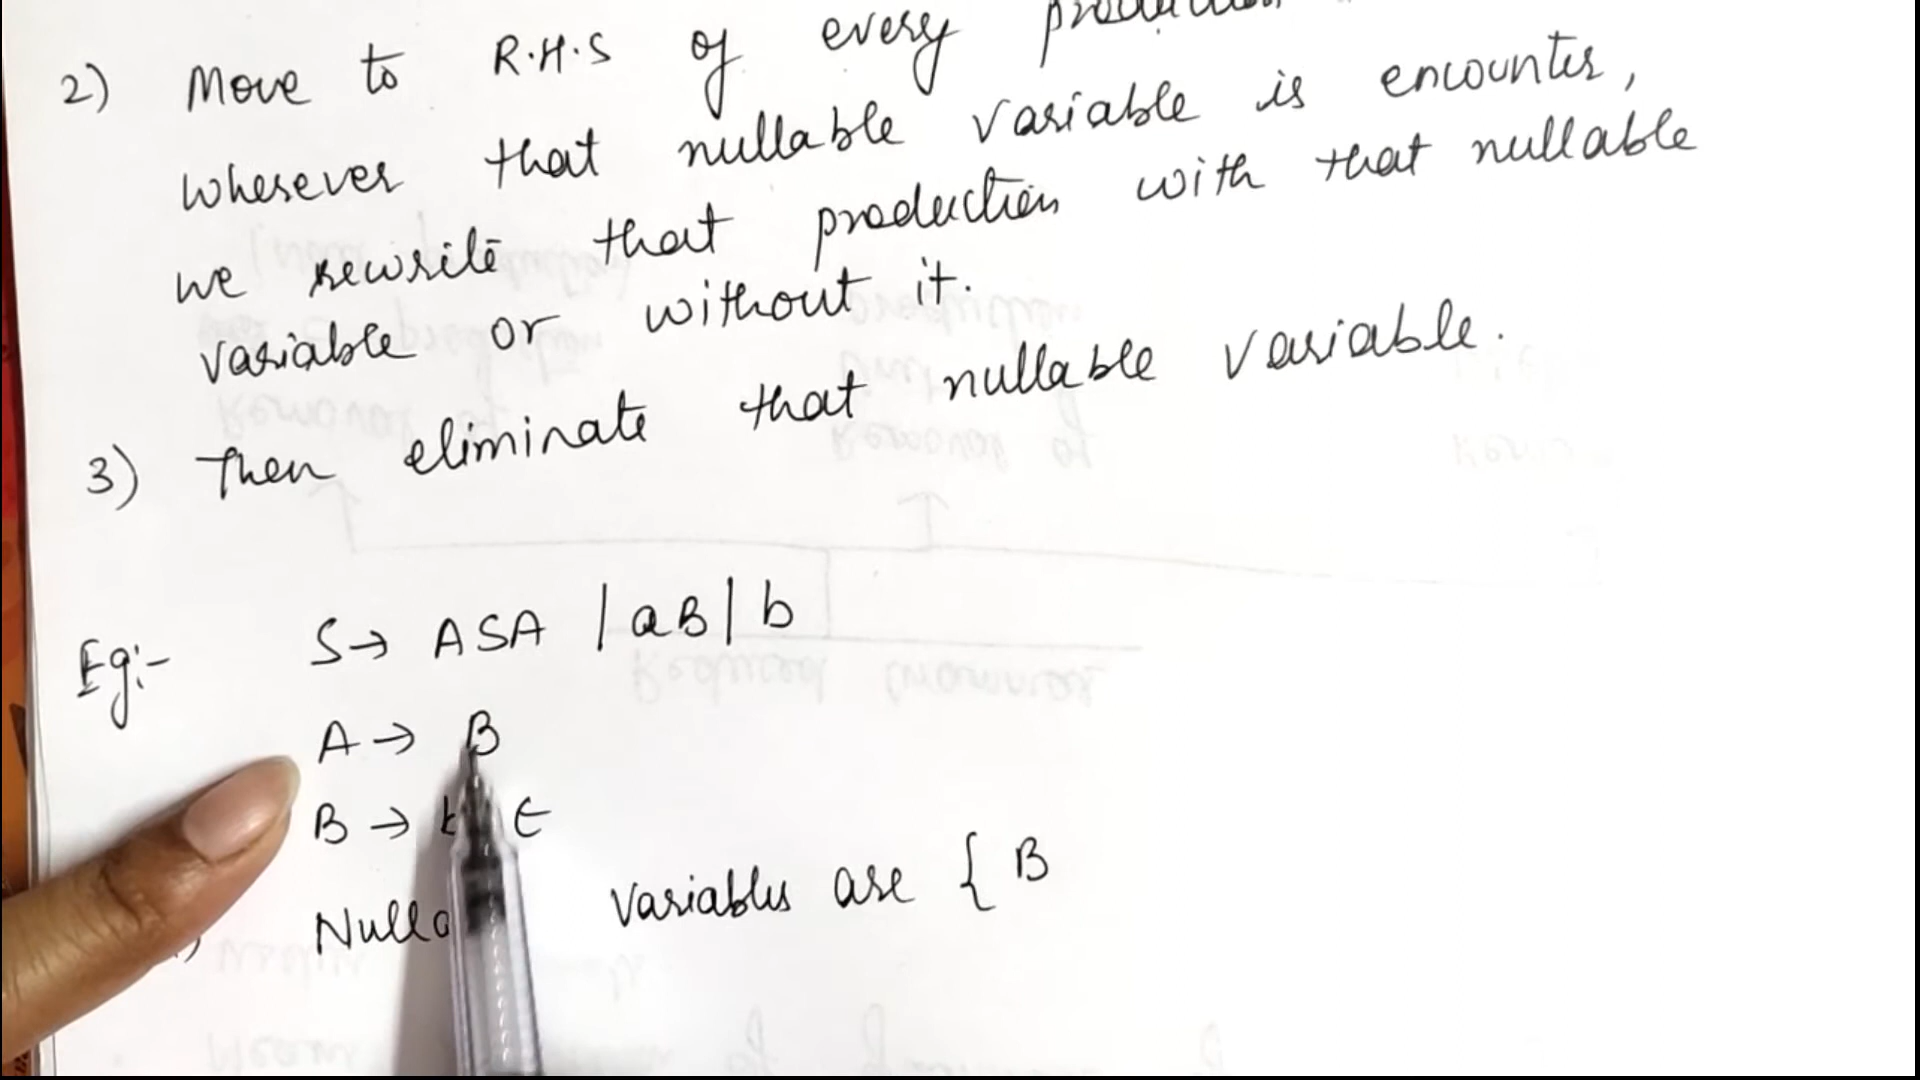 2) Move to R.H.S of every
wherever that nullable variable is encounter,
we rewrite that production with that nullable
variable or without it.
3) Then eliminate that nullable variable.
Eg:- S → ASA | aB | b
A → B
B → ∈
variables are { B